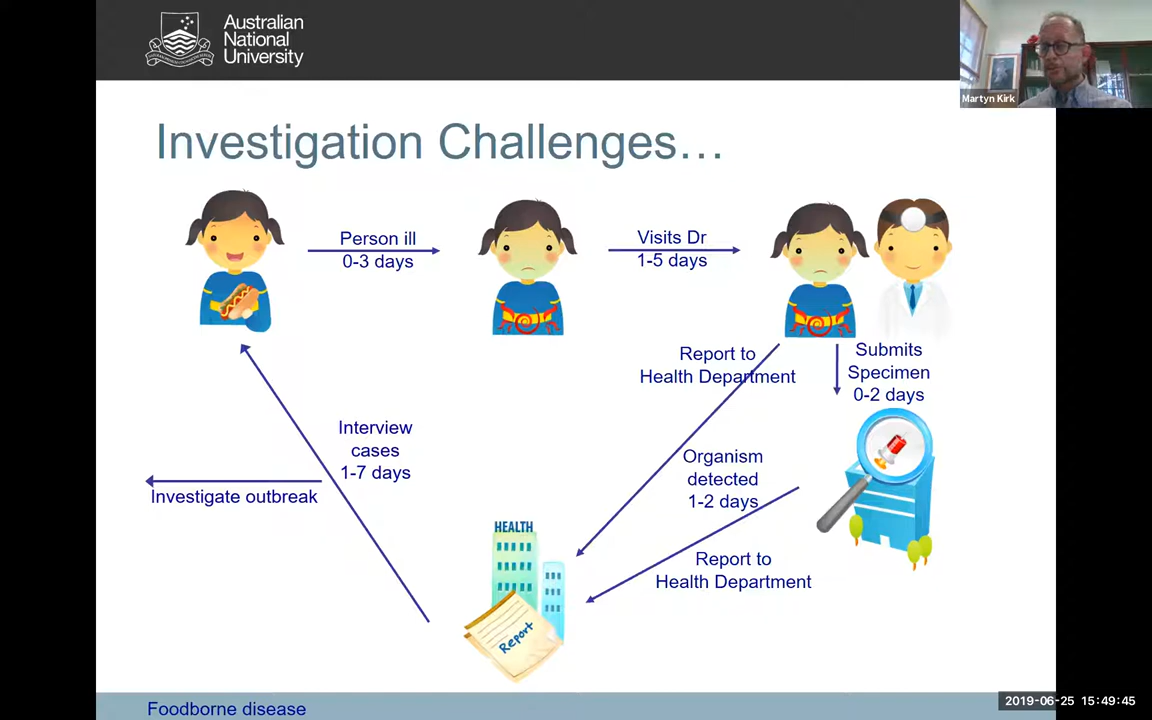 Australian
National
University
Martyn Kirk
Investigation Challenges…
Person ill
0-3 days
Visits Dr
1-5 days
Report to
Health Department
Submits
Specimen
0-2 days
Interview
cases
1-7 days
Organism
detected
1-2 days
Investigate outbreak
HEALTH
Report
Report to
Health Department
2019-06-25 15:49:45
Foodborne disease